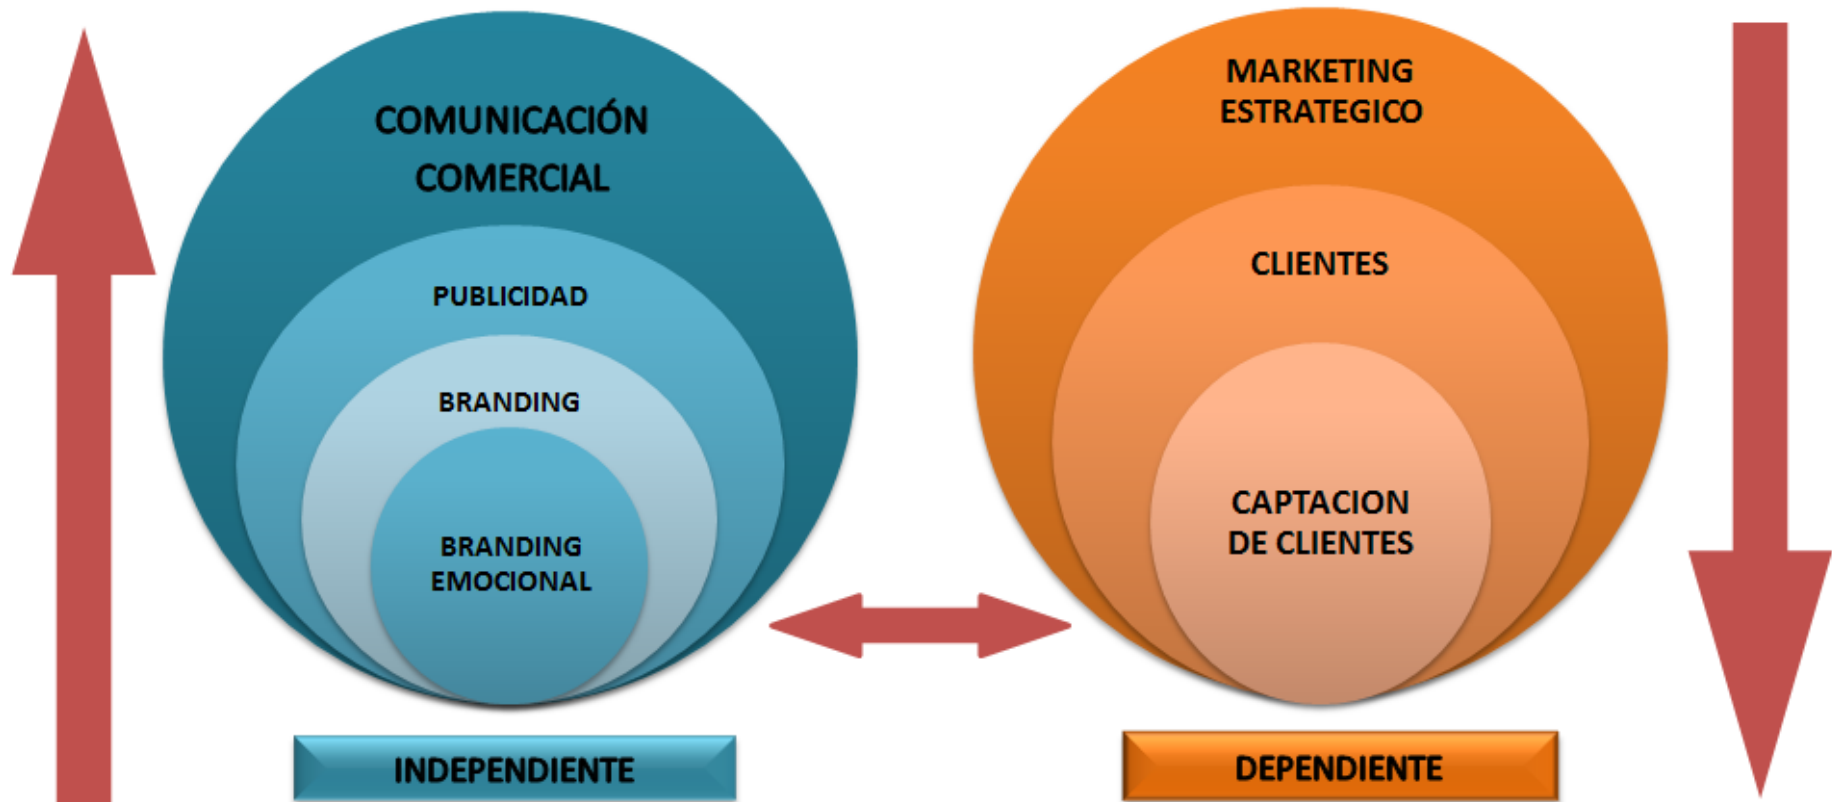 COMUNICACIÓN
COMERCIAL
PUBLICIDAD
BRANDING
BRANDING
EMOCIONAL
INDEPENDIENTE
MARKETING
ESTRATEGICO
CLIENTES
CAPTACION
DE CLIENTES
DEPENDIENTE